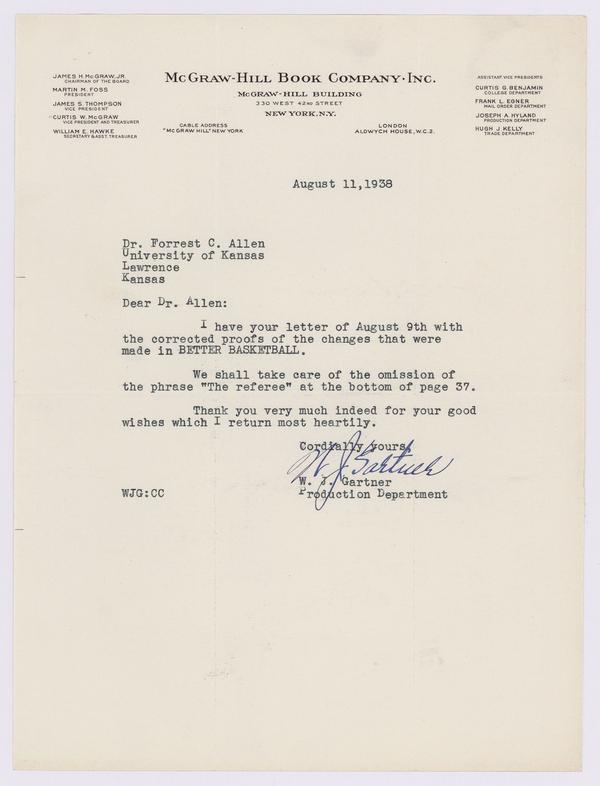 JAMES H. McGRAW, JR.
CHAIRMAN OF THE BOARD
MARTIN M. FOSS
PRESIDENT
JAMES S. THOMPSON
VICE PRESIDENT
CURTIS W. McGRAW
VICE PRESIDENT AND TREASURER
WILLIAM E. HAWKE
SECRETARY & ASST. TREASURER
McGRAW-HILL BOOK COMPANY·INC.
McGRAW-HILL BUILDING
330 WEST 42ND STREET
NEW YORK, N.Y.
CABLE ADDRESS
"McGRAW HILL" NEW YORK
LONDON
ALDWYCH HOUSE, W.C.2.
ASSISTANT VICE PRESIDENTS
CURTIS G. BENJAMIN
COLLEGE DEPARTMENT
FRANK L. EGNER
MAIL ORDER DEPARTMENT
JOSEPH A. HYLAND
PRODUCTION DEPARTMENT
HUGH J. KELLY
TRADE DEPARTMENT
August 11,1938
Dr. Forrest C. Allen
University of Kansas
Lawrence
Kansas
Dear Dr. Allen:
I have your letter of August 9th with
the corrected proofs of the changes that were
made in BETTER BASKETBALL.
We shall take care of the omission of
the phrase "The referee" at the bottom of page 37.
Thank you very much indeed for your good
wishes which I return most heartily.
Cordially yours,
W. J. Gartner
W. J. Gartner
WJG:CC Production Department